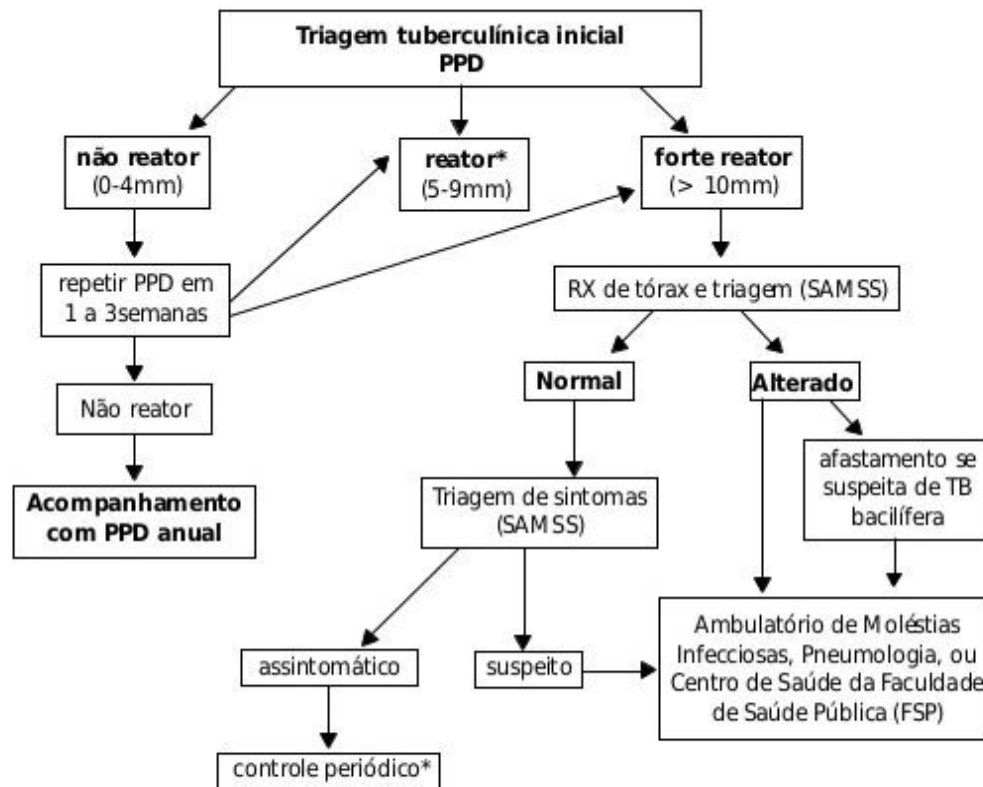 Triagem tuberculínica inicial
PPD
não reator
(0-4mm)
reator*
(5-9mm)
forte reator
(> 10mm)
repetir PPD em
1 a 3semanas
RX de tórax e triagem (SAMSS)
Normal
Alterado
Não reator
afastamento se
suspeita de TB
bacilífera
Acompanhamento
com PPD anual
Triagem de sintomas
(SAMSS)
Ambulatório de Moléstias
Infecciosas, Pneumologia, ou
Centro de Saúde da Faculdade
de Saúde Pública (FSP)
assintomático
suspeito
controle periódico*